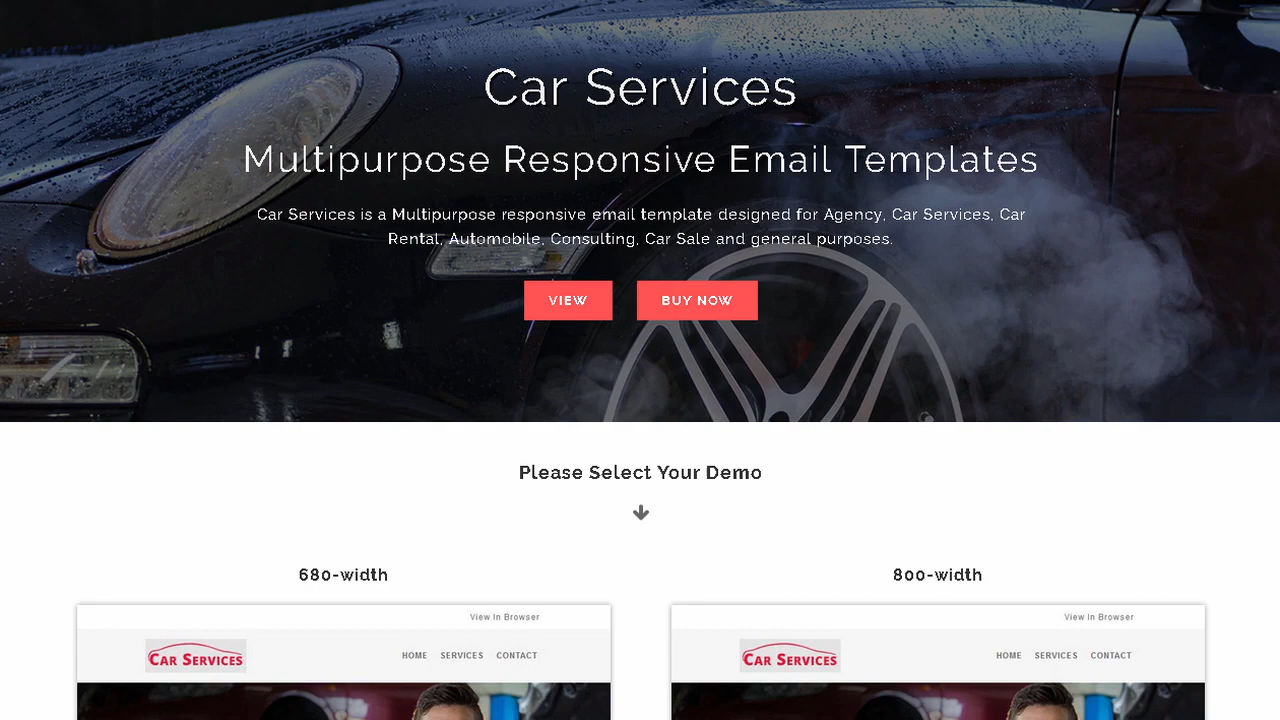 Car Services
Multipurpose Responsive Email Templates
Car Services is a Multipurpose responsive email template designed for Agency, Car Services, Car
Rental, Automobile, Consulting, Car Sale and general purposes.
VIEW BUY NOW
Please Select Your Demo
680-width
800-width
View In Browser
CAR SERVICES HOME SERVICES CONTACT
View In Browser
CAR SERVICES HOME SERVICES CONTACT